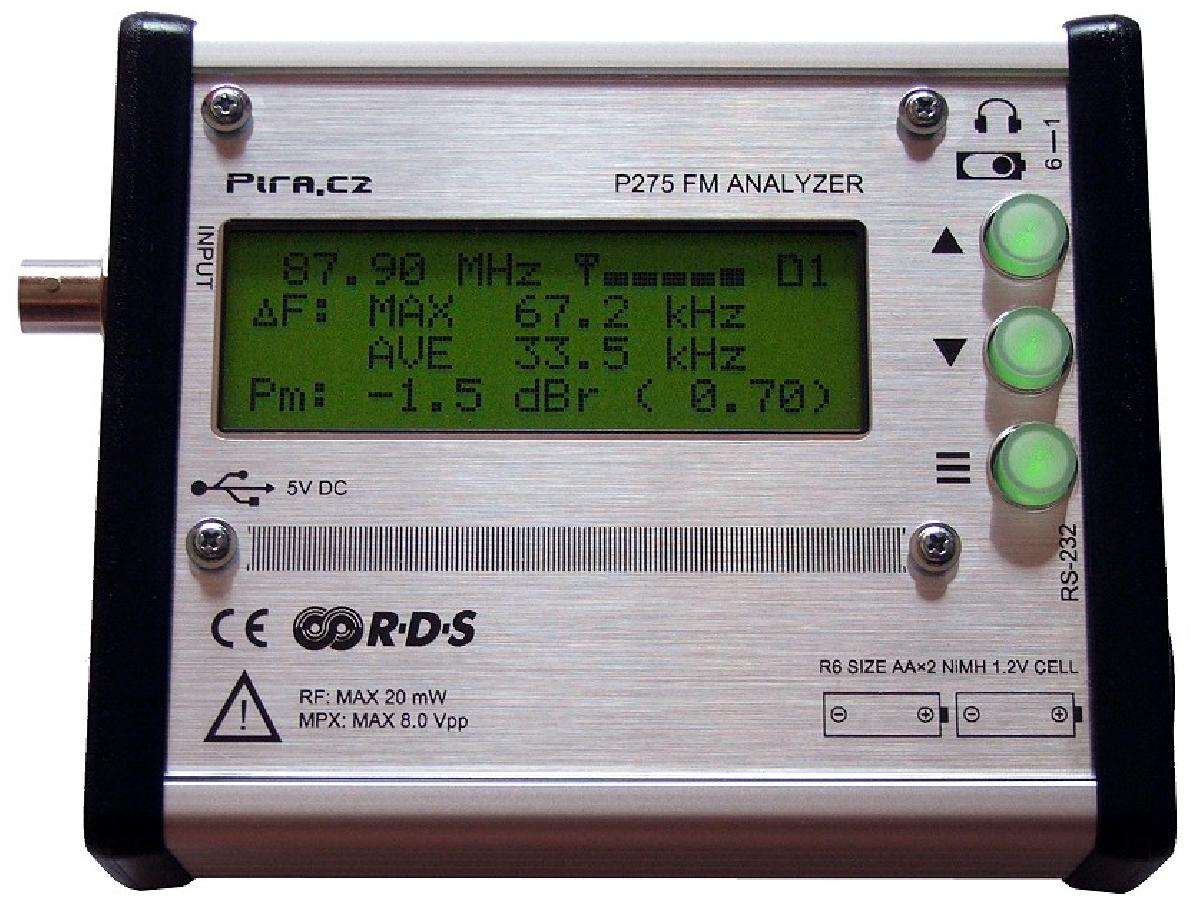 6—1
Pira.cz
P275 FM ANALYZER
INPUT
87.90 MHz D1
ΔF: MAX 67.2 kHz
AVE 33.5 kHz
Pm: -1.5 dBr ( 0.70)
5V DC
RS-232
CE R·D·S
R6 SIZE AA×2 NiMH 1.2V CELL
RF: MAX 20 mW
MPX: MAX 8.0 Vpp